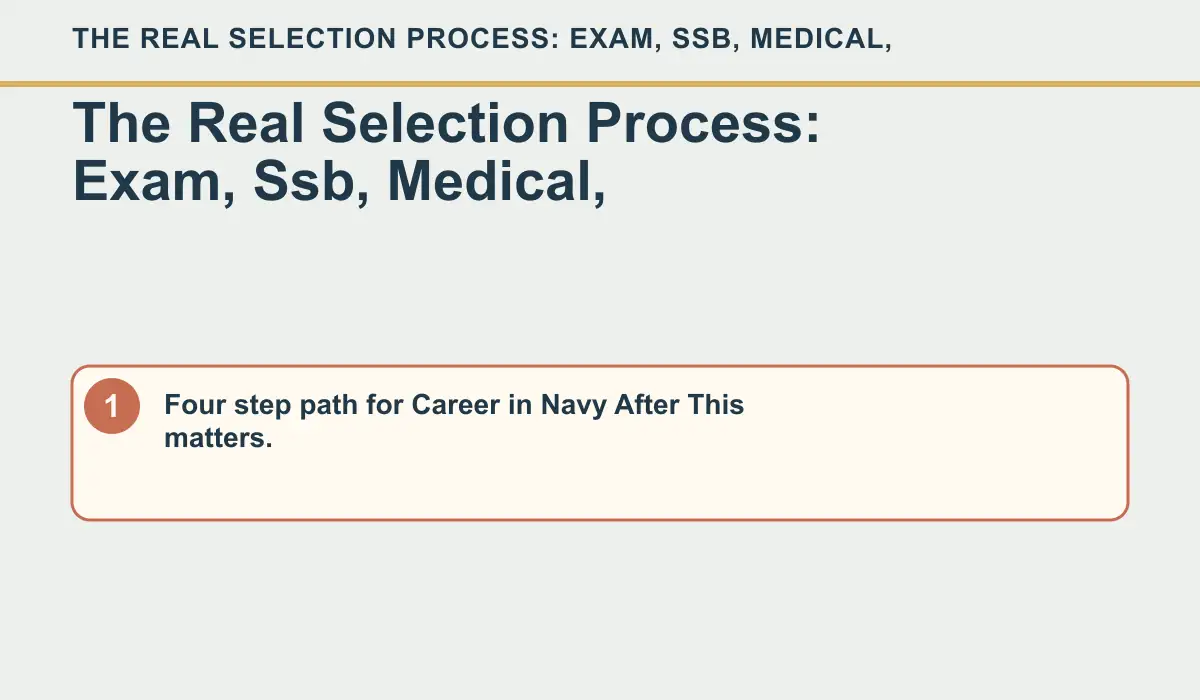 THE REAL SELECTION PROCESS: EXAM, SSB, MEDICAL,
The Real Selection Process:
Exam, Ssb, Medical,
1
Four step path for Career in Navy After This
matters.